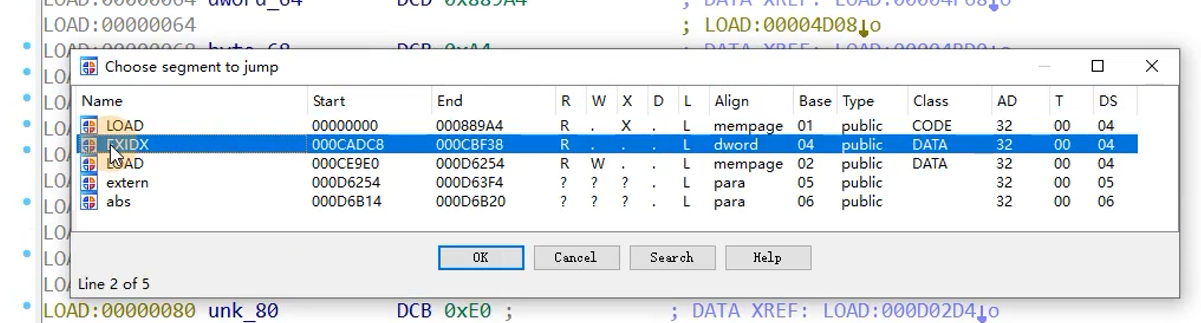 LOAD:00000064 dword_64 DCB 0x889A4 ; DATA XREF: LOAD:00004F68↓o
LOAD:00000064 ; LOAD:00004D08↓o
LOAD:00000068 byte_68 DCB 0xA4 ; DATA XREF: LOAD:00004BD0↓o
Choose segment to jump
Name Start End R W X D L Align Base Type Class AD T DS
LOAD 00000000 000889A4 R . X . L mempage 01 public CODE 32 00 04
EXIDX 000CADC8 000CBF38 R . . . L dword 04 public DATA 32 00 04
LOAD 000CE9E0 000D6254 R W . . L mempage 02 public DATA 32 00 04
extern 000D6254 000D63F4 ? ? ? . L para 05 public 32 00 05
abs 000D6B14 000D6B20 ? ? ? . L para 06 public 32 00 06
OK Cancel Search Help
Line 2 of 5
LOAD:00000080 unk_80 DCB 0xE0 ; ; DATA XREF: LOAD:000D02D4↓o